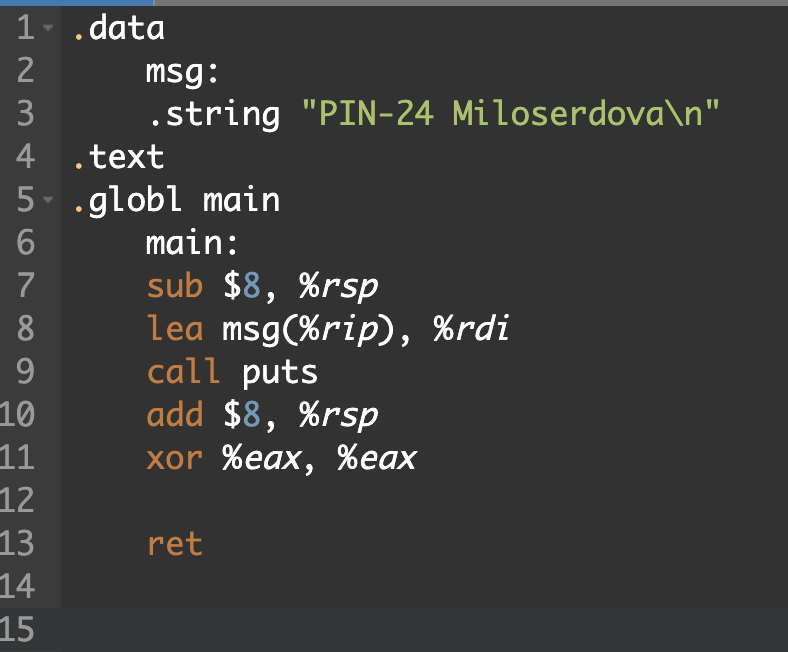 1 .data
2 msg:
3 .string "PIN-24 Miloserdova\n"
4 .text
5 .globl main
6 main:
7 sub $8, %rsp
8 lea msg(%rip), %rdi
9 call puts
10 add $8, %rsp
11 xor %eax, %eax
12
13 ret
14
15